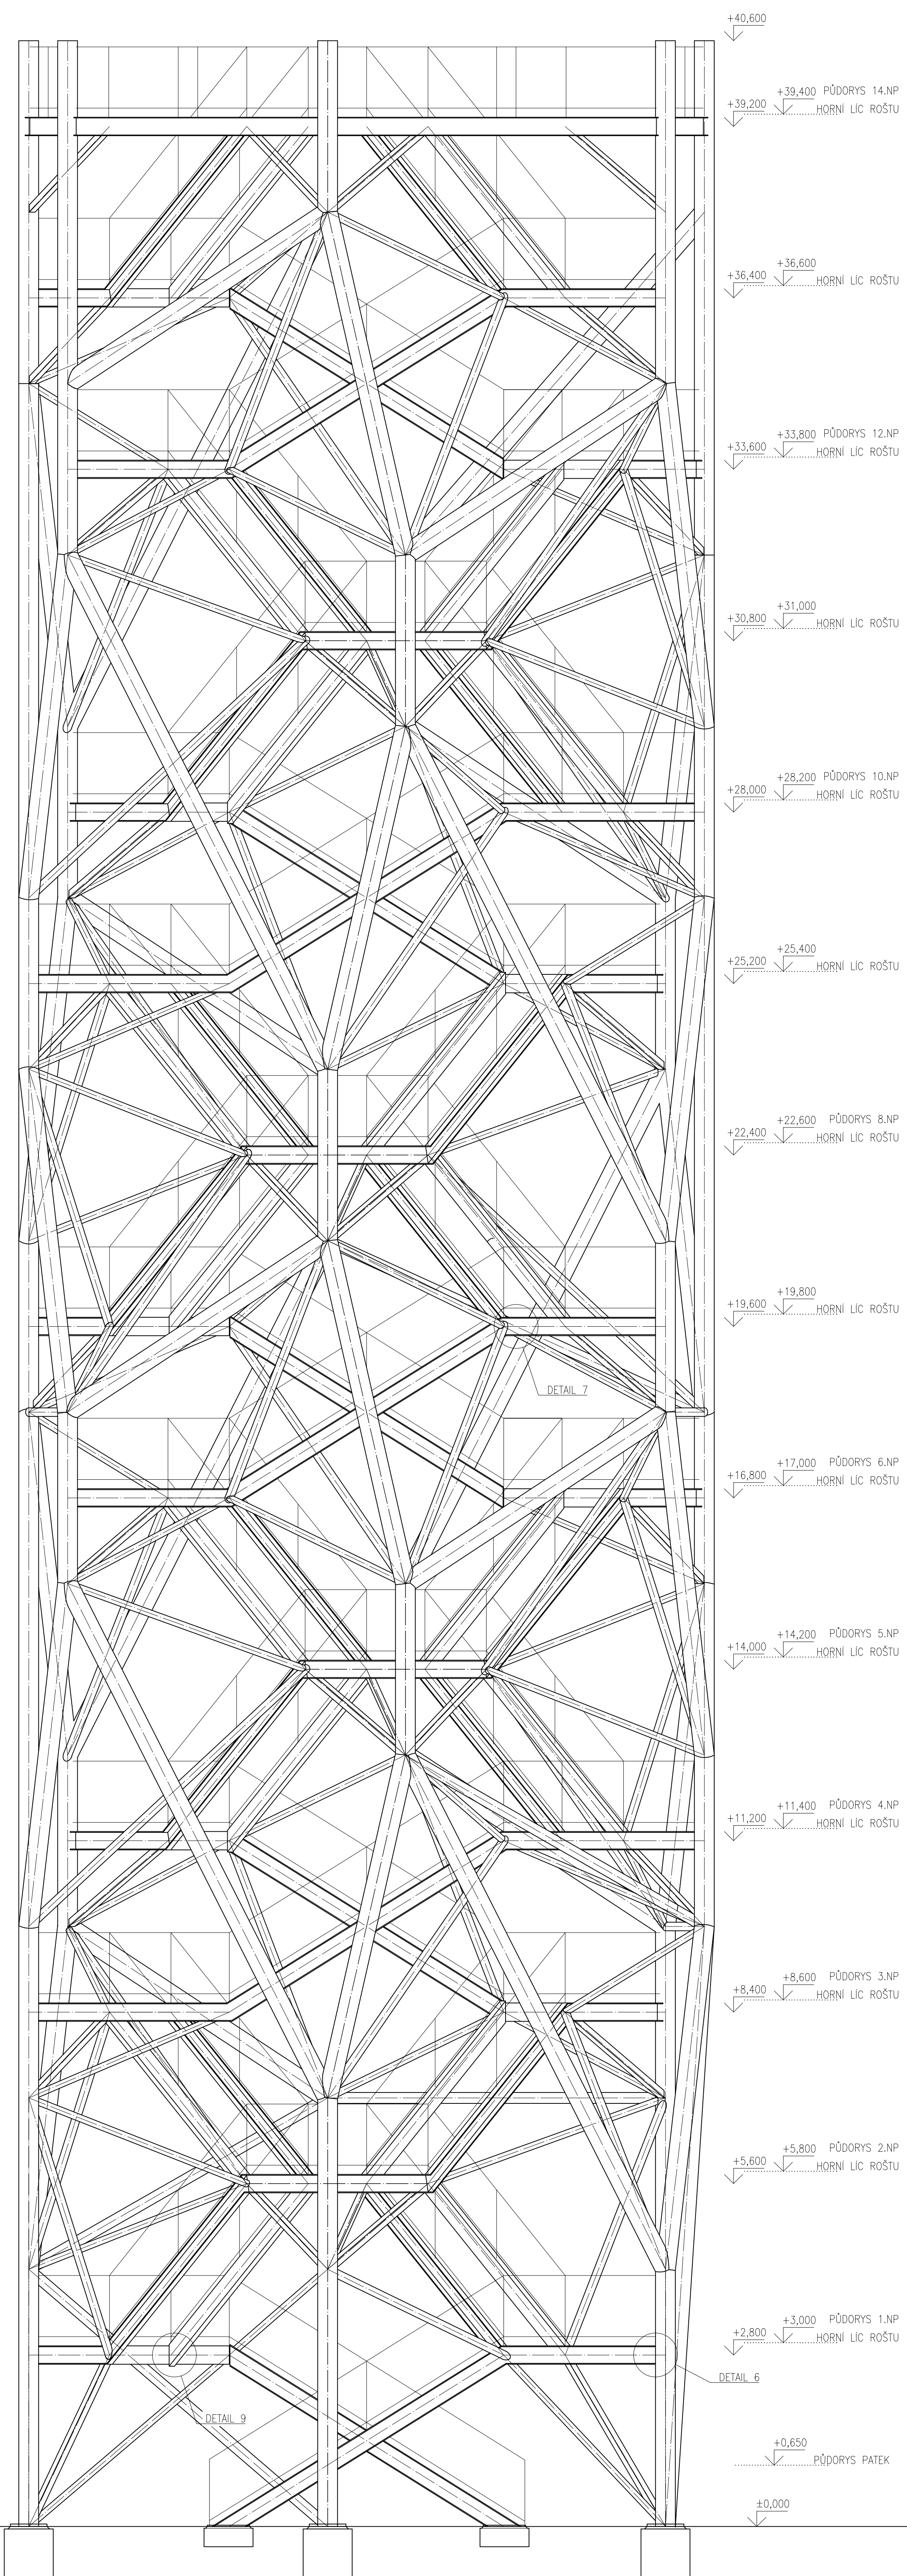 +40,600
+39,400 PŮDORYS 14.NP
+39,200 HORNÍ LÍC ROŠTU
+36,600
+36,400 HORNÍ LÍC ROŠTU
+33,800 PŮDORYS 12.NP
+33,600 HORNÍ LÍC ROŠTU
+31,000
+30,800 HORNÍ LÍC ROŠTU
+28,200 PŮDORYS 10.NP
+28,000 HORNÍ LÍC ROŠTU
+25,400
+25,200 HORNÍ LÍC ROŠTU
+22,600 PŮDORYS 8.NP
+22,400 HORNÍ LÍC ROŠTU
+19,800
+19,600 HORNÍ LÍC ROŠTU
DETAIL 7
+17,000 PŮDORYS 6.NP
+16,800 HORNÍ LÍC ROŠTU
+14,200 PŮDORYS 5.NP
+14,000 HORNÍ LÍC ROŠTU
+11,400 PŮDORYS 4.NP
+11,200 HORNÍ LÍC ROŠTU
+8,600 PŮDORYS 3.NP
+8,400 HORNÍ LÍC ROŠTU
+5,800 PŮDORYS 2.NP
+5,600 HORNÍ LÍC ROŠTU
+3,000 PŮDORYS 1.NP
+2,800 HORNÍ LÍC ROŠTU
DETAIL 6
DETAIL 9
+0,650
PŮDORYS PATEK
±0,000